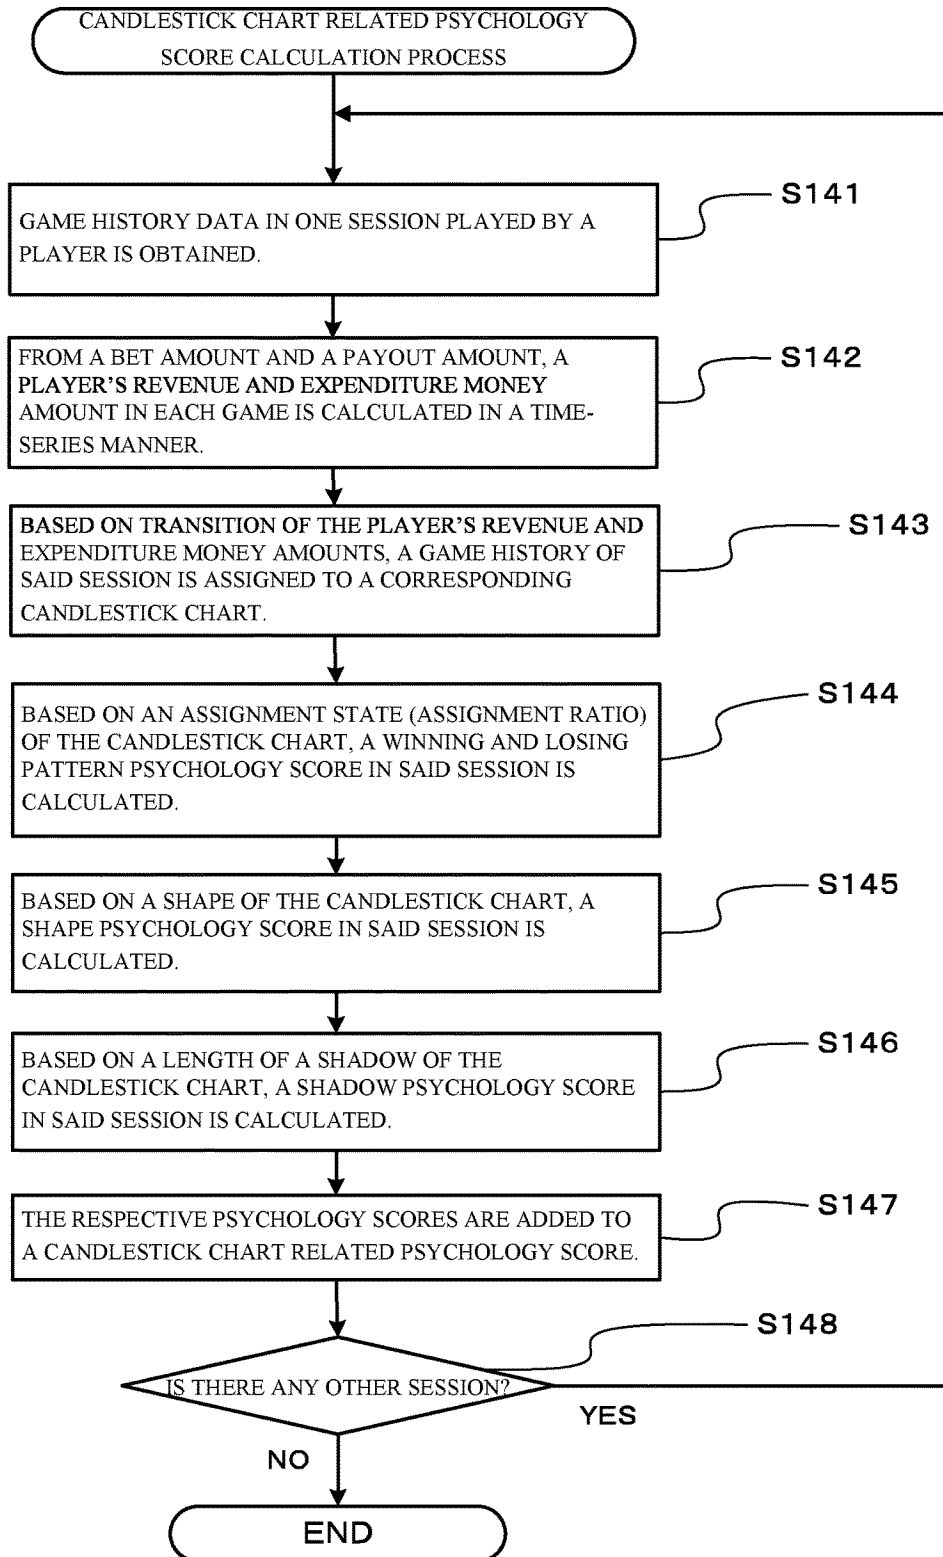 CANDLESTICK CHART RELATED PSYCHOLOGY
SCORE CALCULATION PROCESS
S141
GAME HISTORY DATA IN ONE SESSION PLAYED BY A
PLAYER IS OBTAINED.
S142
FROM A BET AMOUNT AND A PAYOUT AMOUNT, A
PLAYER'S REVENUE AND EXPENDITURE MONEY
AMOUNT IN EACH GAME IS CALCULATED IN A TIME-
SERIES MANNER.
S143
BASED ON TRANSITION OF THE PLAYER'S REVENUE AND
EXPENDITURE MONEY AMOUNTS, A GAME HISTORY OF
SAID SESSION IS ASSIGNED TO A CORRESPONDING
CANDLESTICK CHART.
S144
BASED ON AN ASSIGNMENT STATE (ASSIGNMENT RATIO)
OF THE CANDLESTICK CHART, A WINNING AND LOSING
PATTERN PSYCHOLOGY SCORE IN SAID SESSION IS
CALCULATED.
S145
BASED ON A SHAPE OF THE CANDLESTICK CHART, A
SHAPE PSYCHOLOGY SCORE IN SAID SESSION IS
CALCULATED.
S146
BASED ON A LENGTH OF A SHADOW OF THE
CANDLESTICK CHART, A SHADOW PSYCHOLOGY SCORE
IN SAID SESSION IS CALCULATED.
S147
THE RESPECTIVE PSYCHOLOGY SCORES ARE ADDED TO
A CANDLESTICK CHART RELATED PSYCHOLOGY SCORE.
S148
IS THERE ANY OTHER SESSION?
YES
NO
END